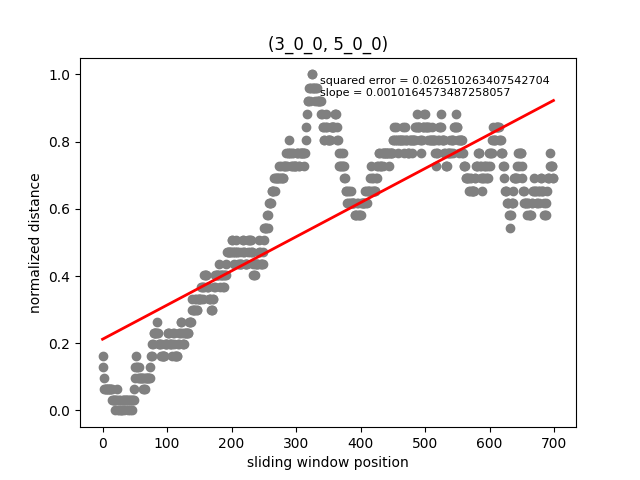 (3_0_0, 5_0_0)
squared error = 0.026510263407542704
slope = 0.0010164573487258057
normalized distance
1.0
0.8
0.6
0.4
0.2
0.0
0 100 200 300 400 500 600 700
sliding window position